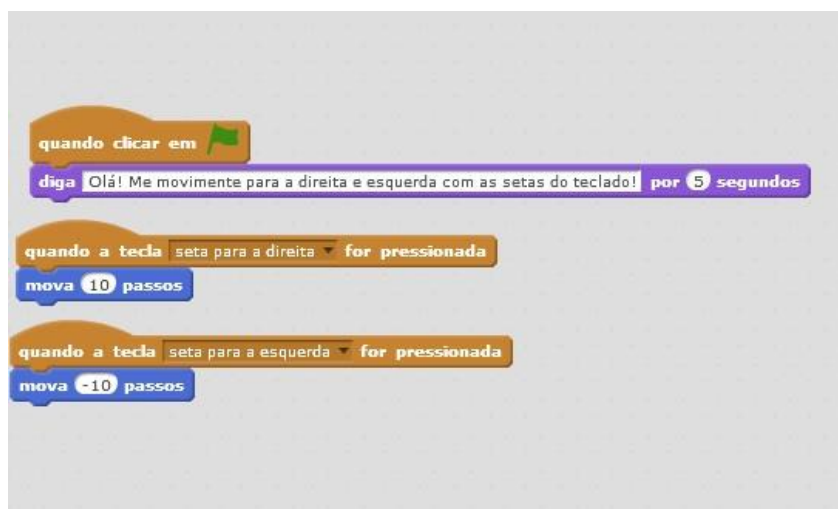 quando clicar em
diga Olá! Me movimente para a direita e esquerda com as setas do teclado! por 5 segundos
quando a tecla seta para a direita for pressionada
mova 10 passos
quando a tecla seta para a esquerda for pressionada
mova -10 passos